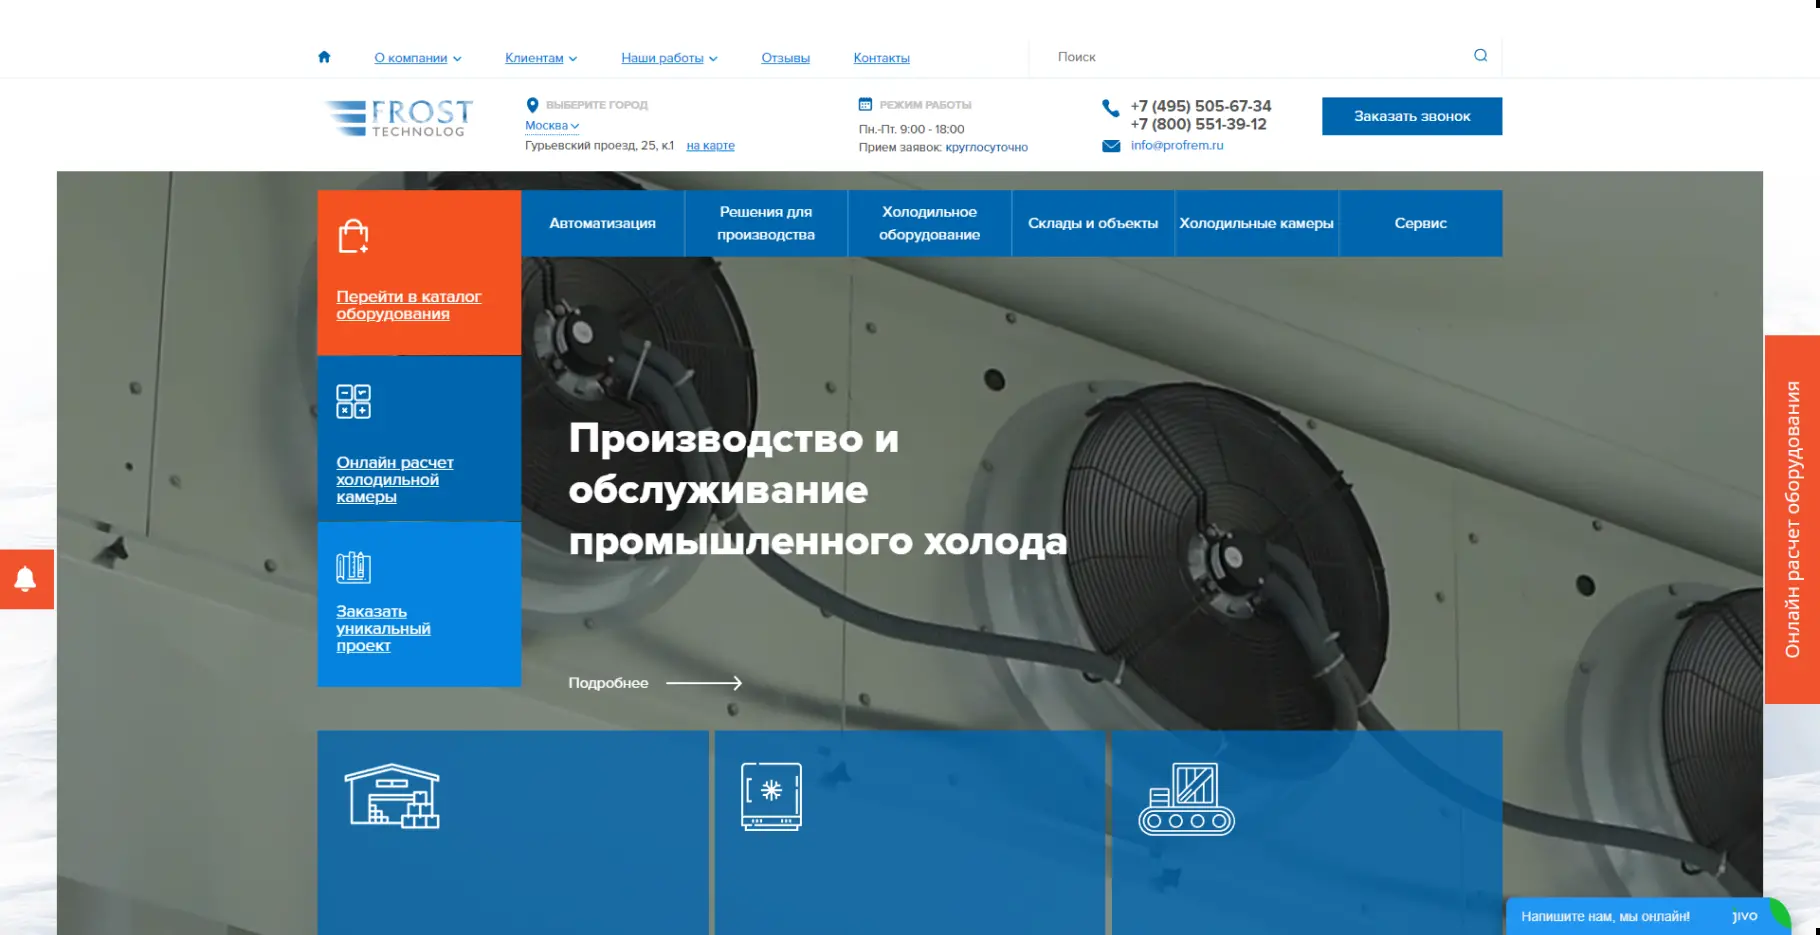 О компании
Клиентам
Наши работы
Отзывы
Контакты
Поиск
FROST
TECHNOLOG
ВЫБЕРИТЕ ГОРОД
Москва
Гурьевский проезд, 25, к.1 на карте
РЕЖИМ РАБОТЫ
Пн.-Пт. 9:00 - 18:00
Прием заявок: круглосуточно
+7 (495) 505-67-34
+7 (800) 551-39-12
info@profrem.ru
Заказать звонок
Автоматизация
Решения для
производства
Холодильное
оборудование
Склады и объекты
Холодильные камеры
Сервис
Перейти в каталог
оборудования
Онлайн расчет
холодильной
камеры
Заказать
уникальный
проект
Производство и
обслуживание
промышленного холода
Подробнее
Онлайн расчет оборудования
Напишите нам, мы онлайн!
jivo